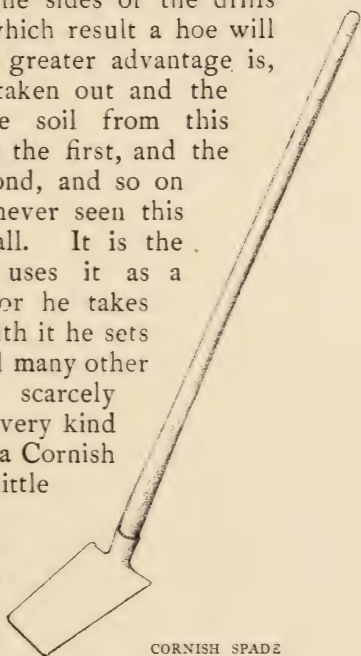 he sides of the drills
which result a hoe will
greater advantage is,
taken out and the
e soil from this
the first, and the
ond, and so on
never seen this
all. It is the
uses it as a
or he takes
ith it he sets
l many other
scarcely
very kind
a Cornish
ittle
CORNISH SPADE